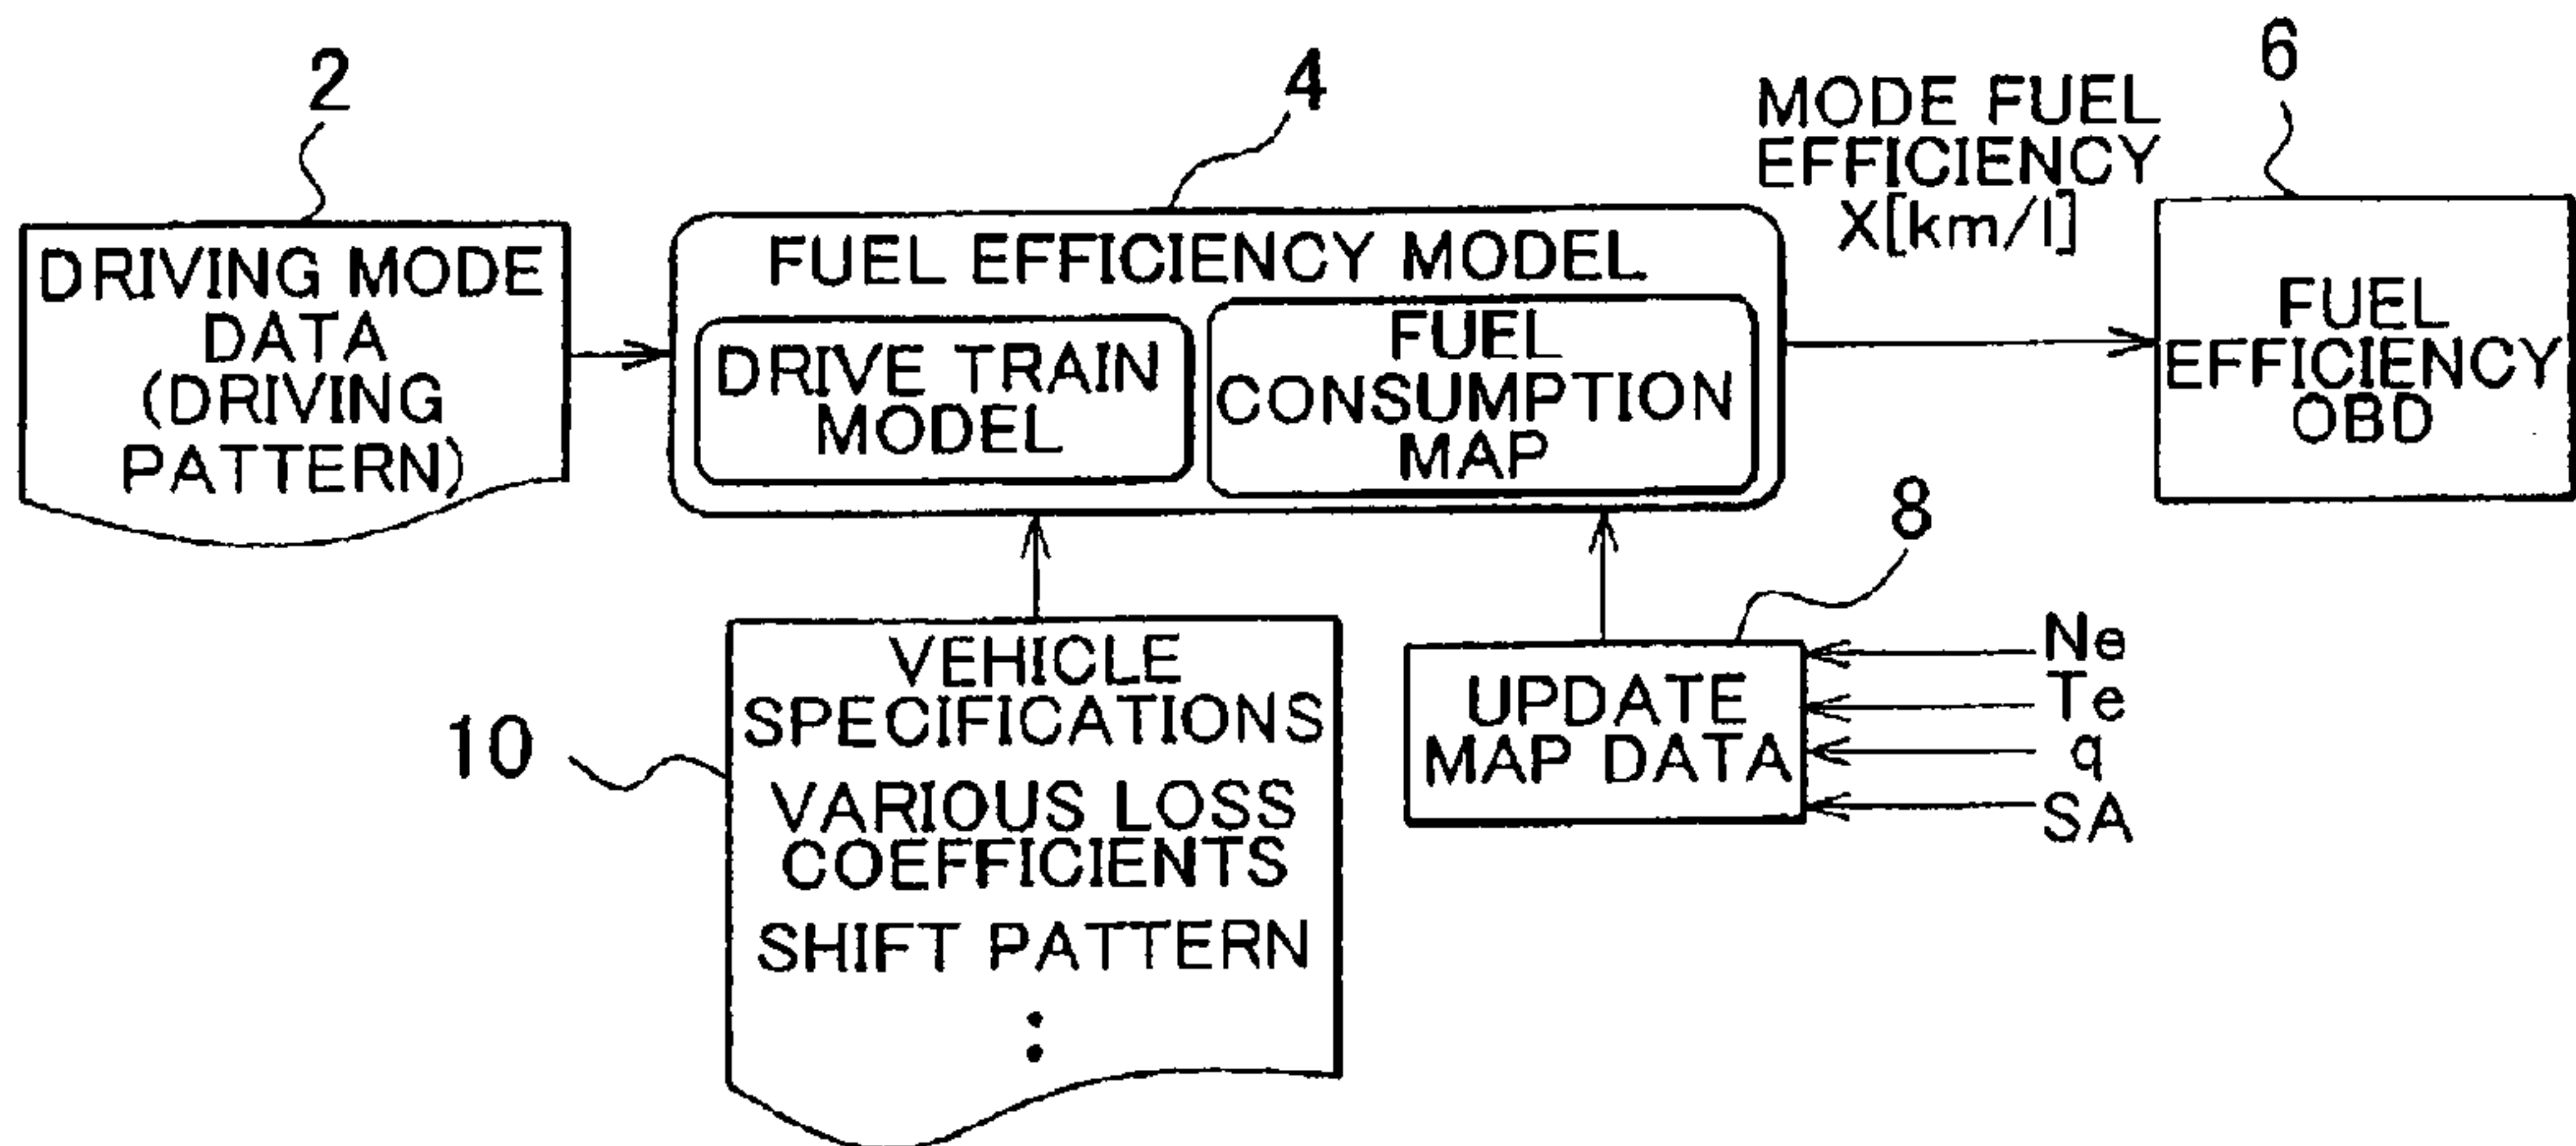 2
DRIVING MODE
DATA
(DRIVING
PATTERN)
4
FUEL EFFICIENCY MODEL
DRIVE TRAIN
MODEL
FUEL
CONSUMPTION
MAP
MODE FUEL
EFFICIENCY
X[km/l]
6
FUEL
EFFICIENCY
OBD
10
VEHICLE
SPECIFICATIONS
VARIOUS LOSS
COEFFICIENTS
SHIFT PATTERN
:
8
UPDATE
MAP DATA
Ne
Te
q
SA